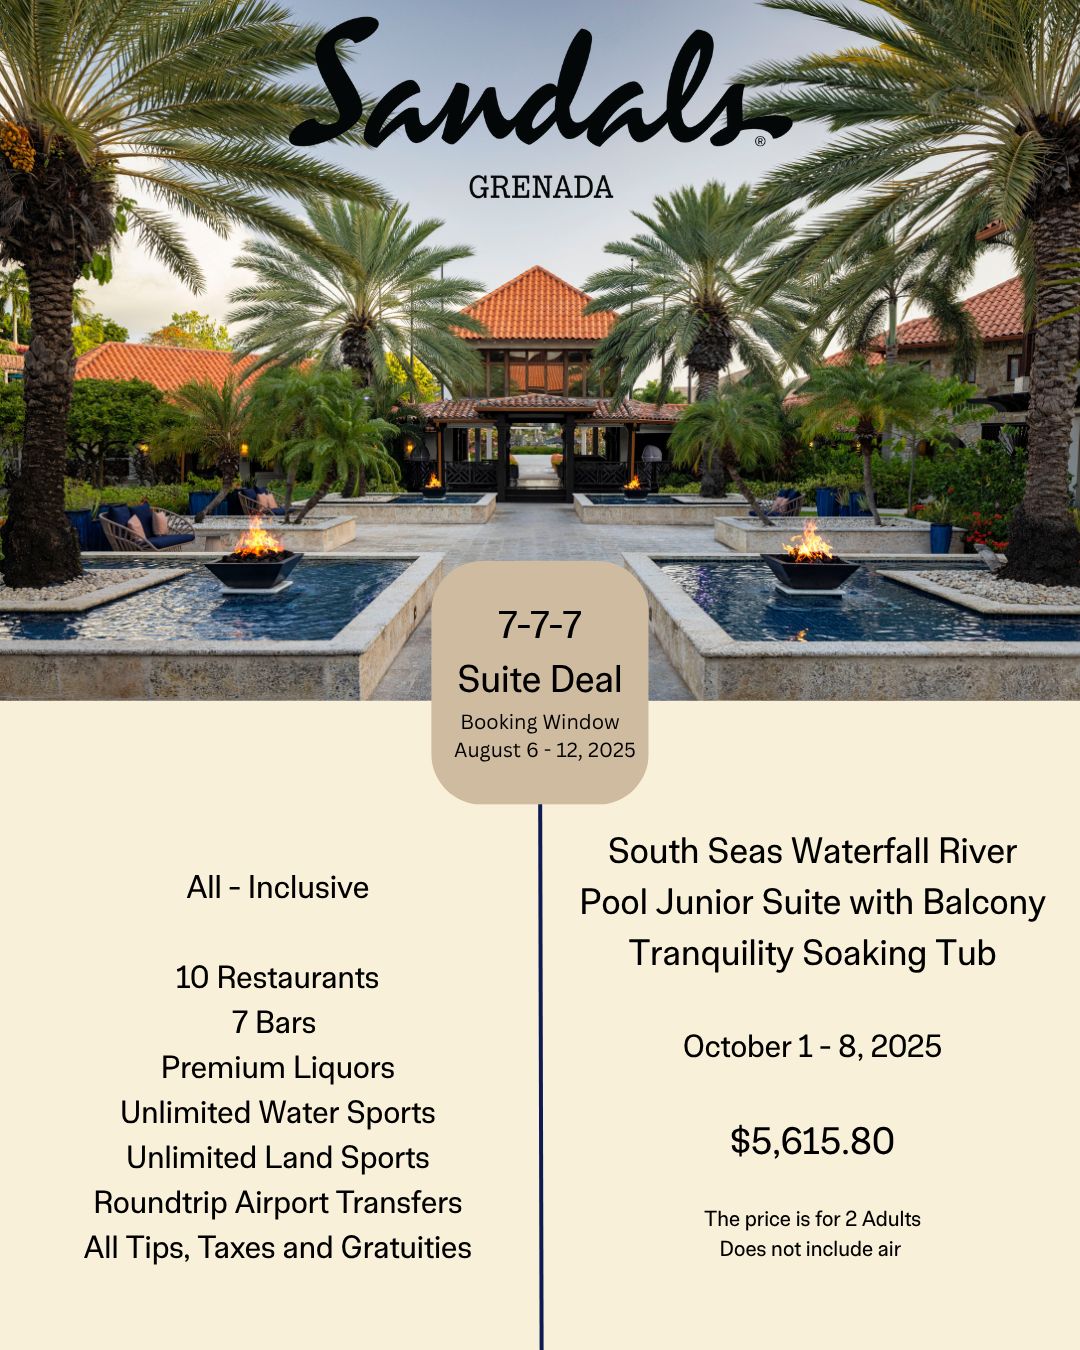 Sandals®
GRENADA
7-7-7
Suite Deal
Booking Window
August 6 - 12, 2025
All - Inclusive
10 Restaurants
7 Bars
Premium Liquors
Unlimited Water Sports
Unlimited Land Sports
Roundtrip Airport Transfers
All Tips, Taxes and Gratuities
South Seas Waterfall River
Pool Junior Suite with Balcony
Tranquility Soaking Tub
October 1 - 8, 2025
$5,615.80
The price is for 2 Adults
Does not include air